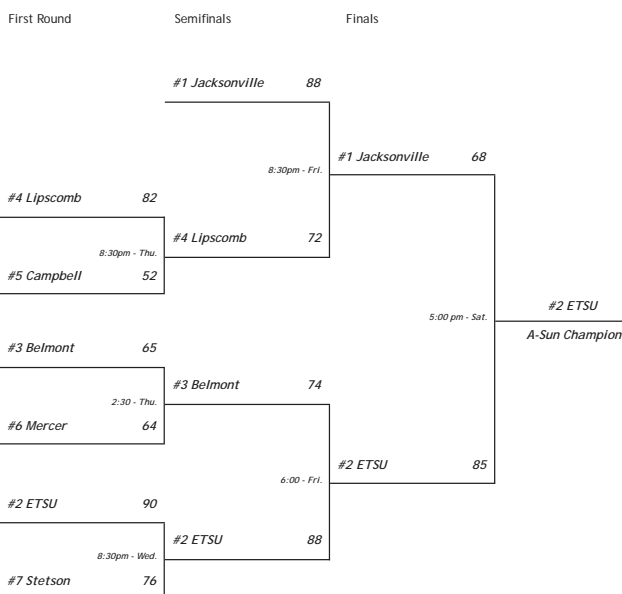 First Round Semifinals Finals
#1 Jacksonville 88
8:30pm - Fri.
#1 Jacksonville 68
#4 Lipscomb 82
8:30pm - Thu.
#4 Lipscomb 72
#5 Campbell 52
5:00 pm - Sat.
#2 ETSU
A-Sun Champion
#3 Belmont 65
2:30 - Thu.
#3 Belmont 74
#6 Mercer 64
6:00 - Fri.
#2 ETSU 85
#2 ETSU 90
8:30pm - Wed.
#2 ETSU 88
#7 Stetson 76